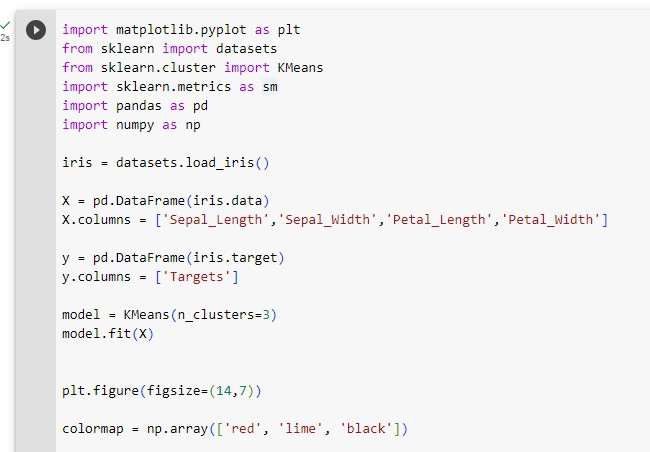 import matplotlib.pyplot as plt
2s
from sklearn import datasets
from sklearn.cluster import KMeans
import sklearn.metrics as sm
import pandas as pd
import numpy as np
iris = datasets.load_iris()
X = pd.DataFrame(iris.data)
X.columns = ['Sepal_Length','Sepal_Width','Petal_Length','Petal_Width']
y = pd.DataFrame(iris.target)
y.columns = ['Targets']
model = KMeans(n_clusters=3)
model.fit(X)
plt.figure(figsize=(14,7))
colormap = np.array(['red', 'lime', 'black'])